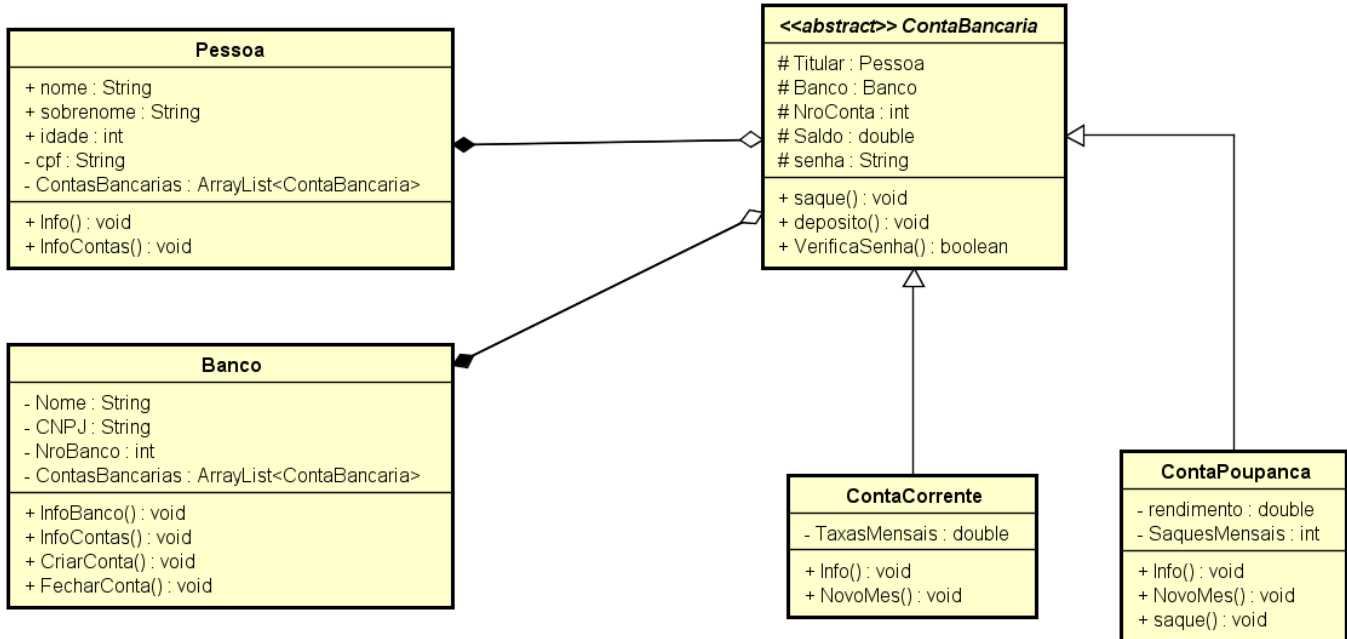 Pessoa
+ nome : String
+ sobrenome : String
+ idade : int
- cpf : String
- ContasBancarias : ArrayList<ContaBancaria>
+ Info() : void
+ InfoContas() : void
<<abstract>> ContaBancaria
# Titular : Pessoa
# Banco : Banco
# NroConta : int
# Saldo : double
# senha : String
+ saque() : void
+ deposito() : void
+ VerificaSenha() : boolean
Banco
- Nome : String
- CNPJ : String
- NroBanco : int
- ContasBancarias : ArrayList<ContaBancaria>
+ InfoBanco() : void
+ InfoContas() : void
+ CriarConta() : void
+ FecharConta() : void
ContaCorrente
- TaxasMensais : double
+ Info() : void
+ NovoMes() : void
ContaPoupanca
- rendimento : double
- SaquesMensais : int
+ Info() : void
+ NovoMes() : void
+ saque() : void